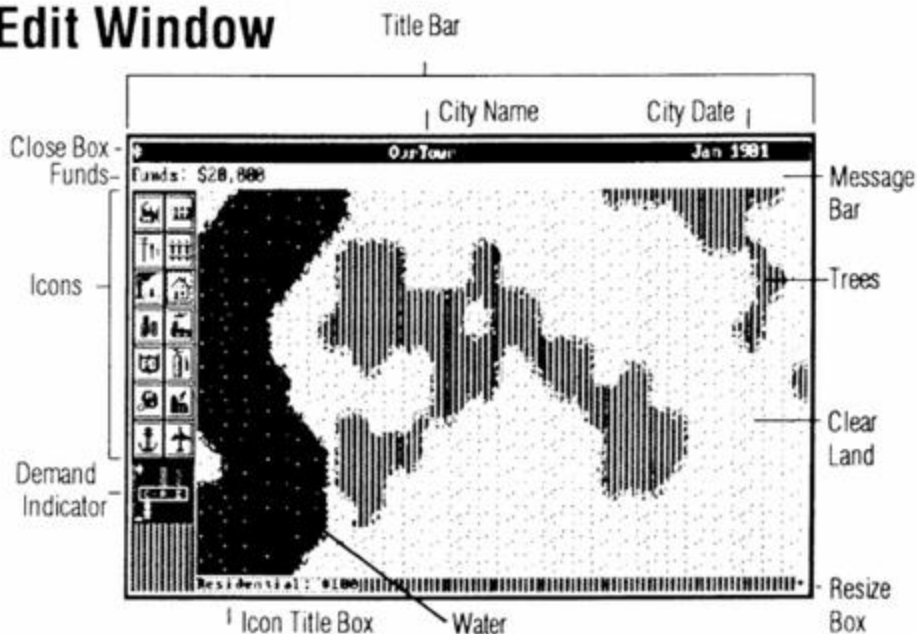 Edit Window
Title Bar
City Name
City Date
Close Box
OurTown
Jan 1901
Funds
Funds: $20,000
Message
Bar
Icons
Trees
Clear
Land
Demand
Indicator
Residential: $100
Resize
Box
Icon Title Box
Water